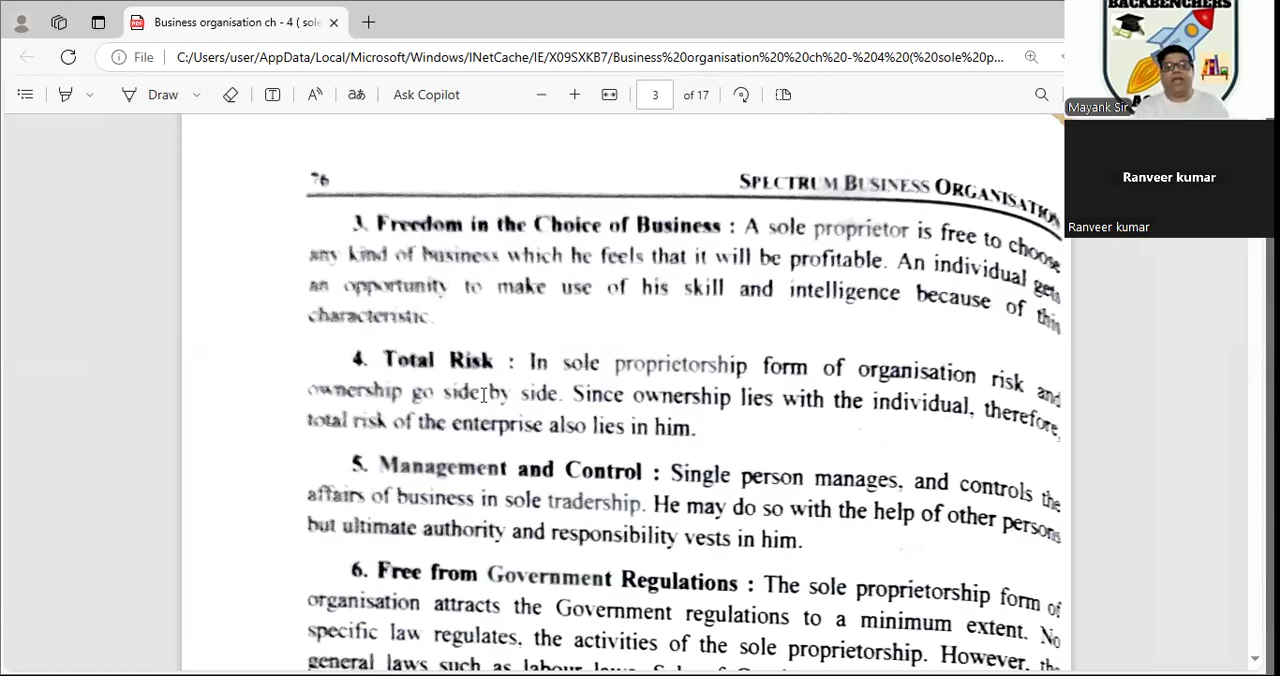 Business organisation ch - 4 ( sole
File
C:/Users/user/AppData/Local/Microsoft/Windows/INetCache/IE/X09SXKB7/Business%20organisation%20%20ch%20-%204%20(%20sole%20p...
Draw
Ask Copilot
3
of 17
BACKBENCHERS
Mayank Sir
Ranveer kumar
Ranveer kumar
76
SPECTRUM BUSINESS ORGANISATION
3. Freedom in the Choice of Business : A sole proprietor is free to choose
any kind of business which he feels that it will be profitable. An individual gets
an opportunity to make use of his skill and intelligence because of this
characteristic.
4. Total Risk : In sole proprietorship form of organisation risk and
ownership go side by side. Since ownership lies with the individual, therefore,
total risk of the enterprise also lies in him.
5. Management and Control : Single person manages, and controls the
affairs of business in sole tradership. He may do so with the help of other persons
but ultimate authority and responsibility vests in him.
6. Free from Government Regulations : The sole proprietorship form of
organisation attracts the Government regulations to a minimum extent. No
specific law regulates, the activities of the sole proprietorship. However, the
general laws such as labour